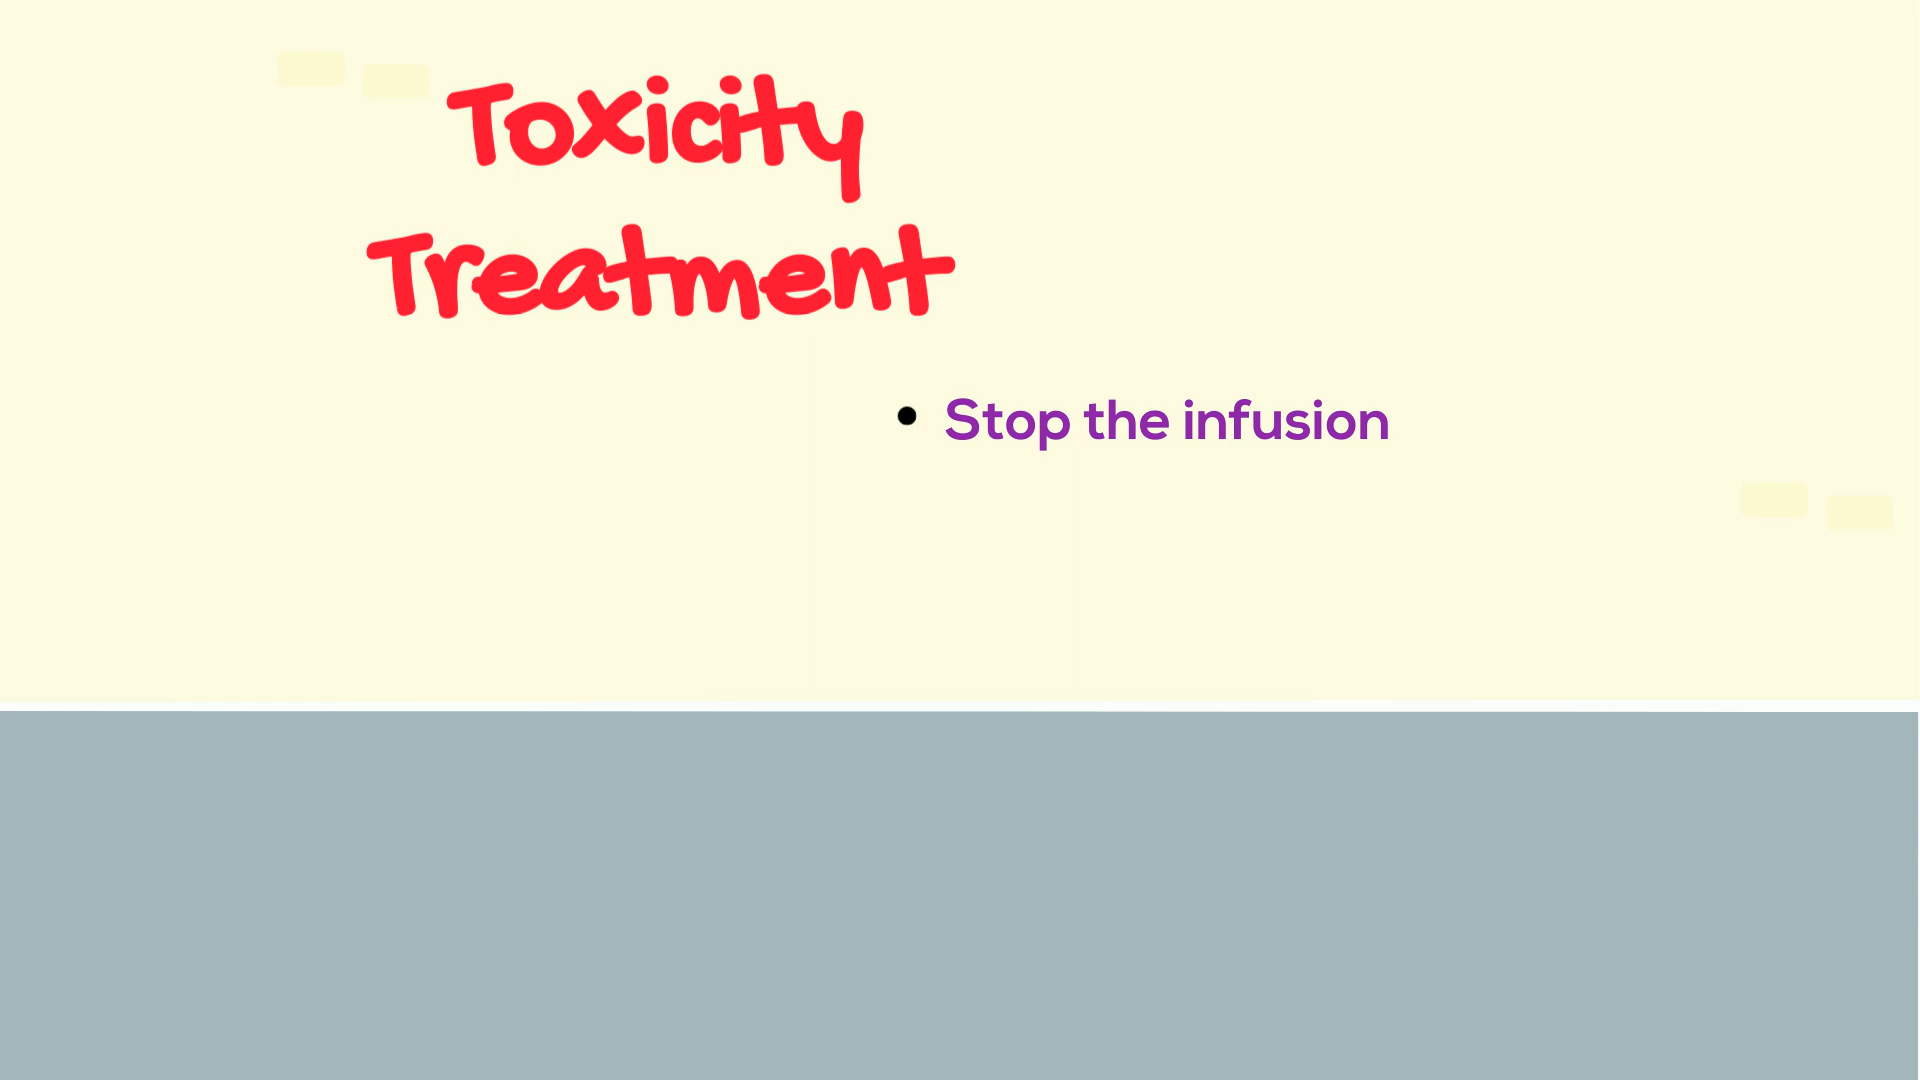 Toxicity
Treatment
• Stop the infusion